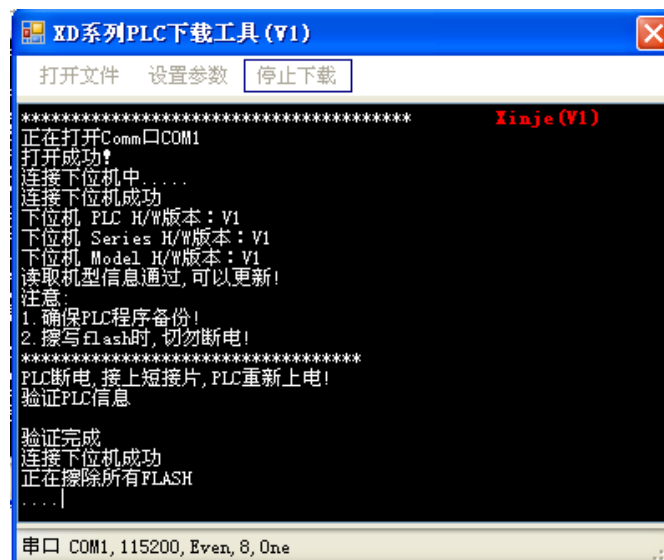 XD系列PLC下载工具(V1)
打开文件 设置参数 停止下载
*************************************** Xinje(V1)
正在打开Comm口COM1
打开成功!
连接下位机中.....
连接下位机成功
下位机 PLC H/W版本：V1
下位机 Series H/W版本：V1
下位机 Model H/W版本：V1
读取机型信息通过,可以更新!
注意:
1.确保PLC程序备份!
2.擦写flash时,切勿断电!
**********************************
PLC断电,接上短接片,PLC重新上电!
验证PLC信息
验证完成
连接下位机成功
正在擦除所有FLASH
....
串口 COM1,115200,Even,8,One